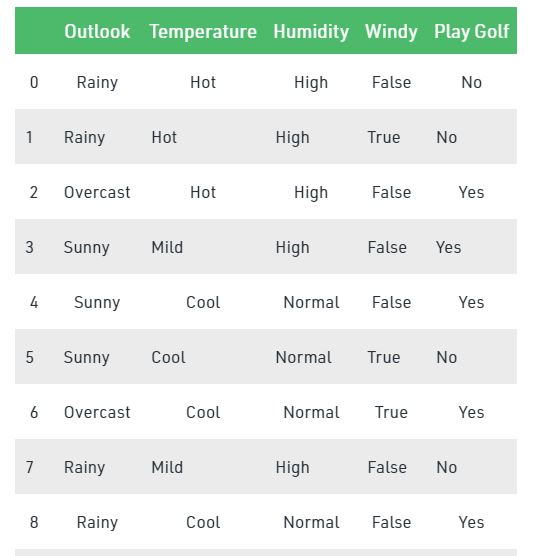 Outlook Temperature Humidity Windy Play Golf
0 Rainy Hot High False No
1 Rainy Hot High True No
2 Overcast Hot High False Yes
3 Sunny Mild High False Yes
4 Sunny Cool Normal False Yes
5 Sunny Cool Normal True No
6 Overcast Cool Normal True Yes
7 Rainy Mild High False No
8 Rainy Cool Normal False Yes